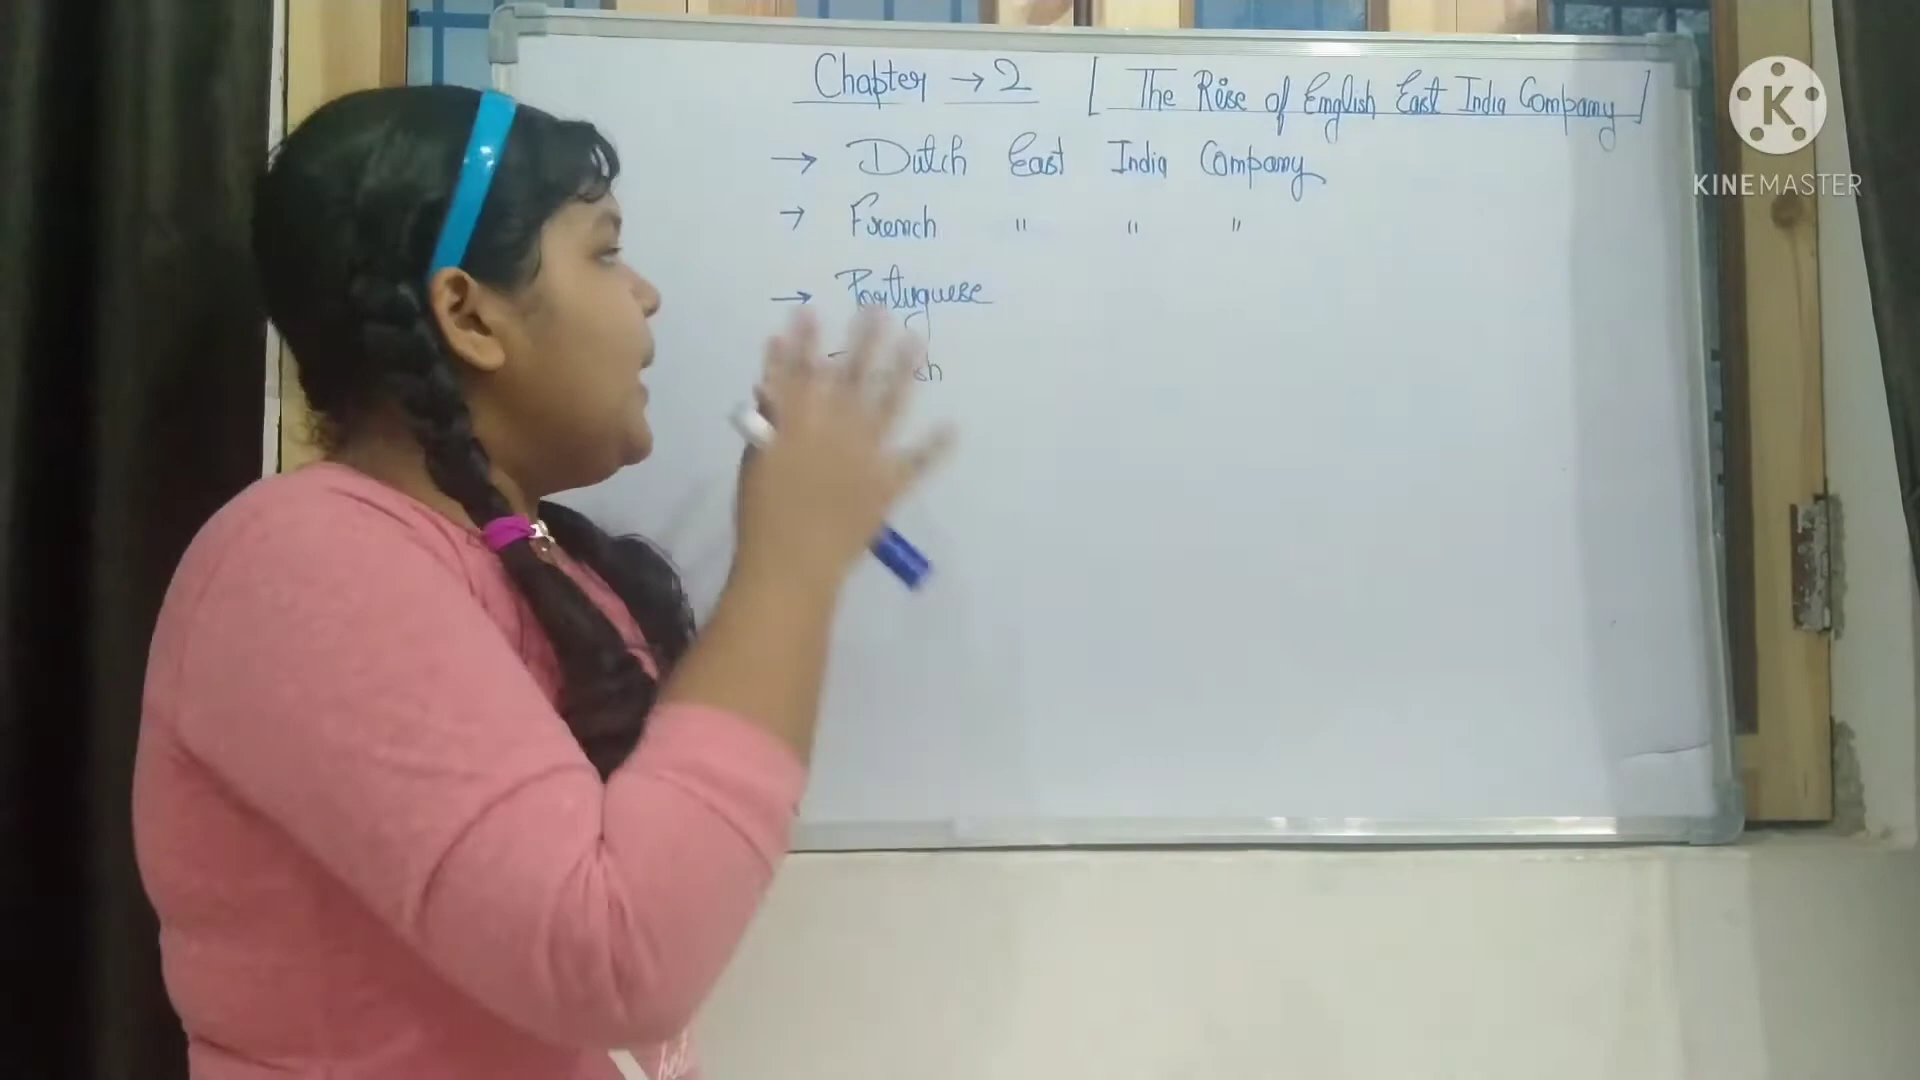 Chapter → 2 [ The Rise of English East India Company ]
→ Dutch East India Company
→ French " " "
→ Portuguese
KINEMASTER